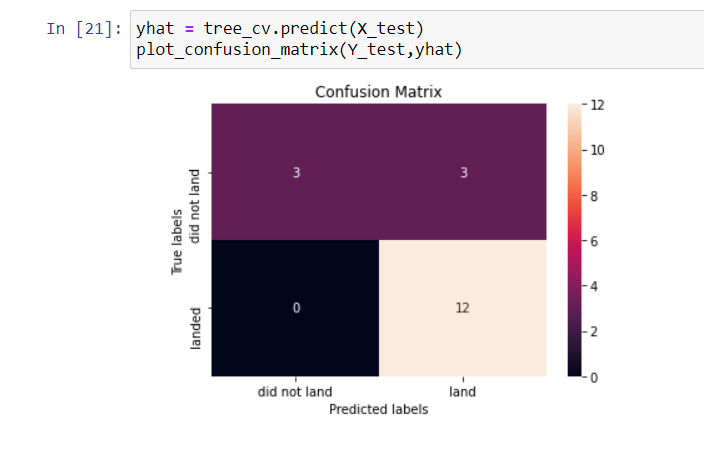 In [21]: yhat = tree_cv.predict(X_test)
plot_confusion_matrix(Y_test,yhat)
Confusion Matrix
True labels
did not land
landed
3
3
0
12
did not land
land
Predicted labels
12
10
8
6
4
2
0